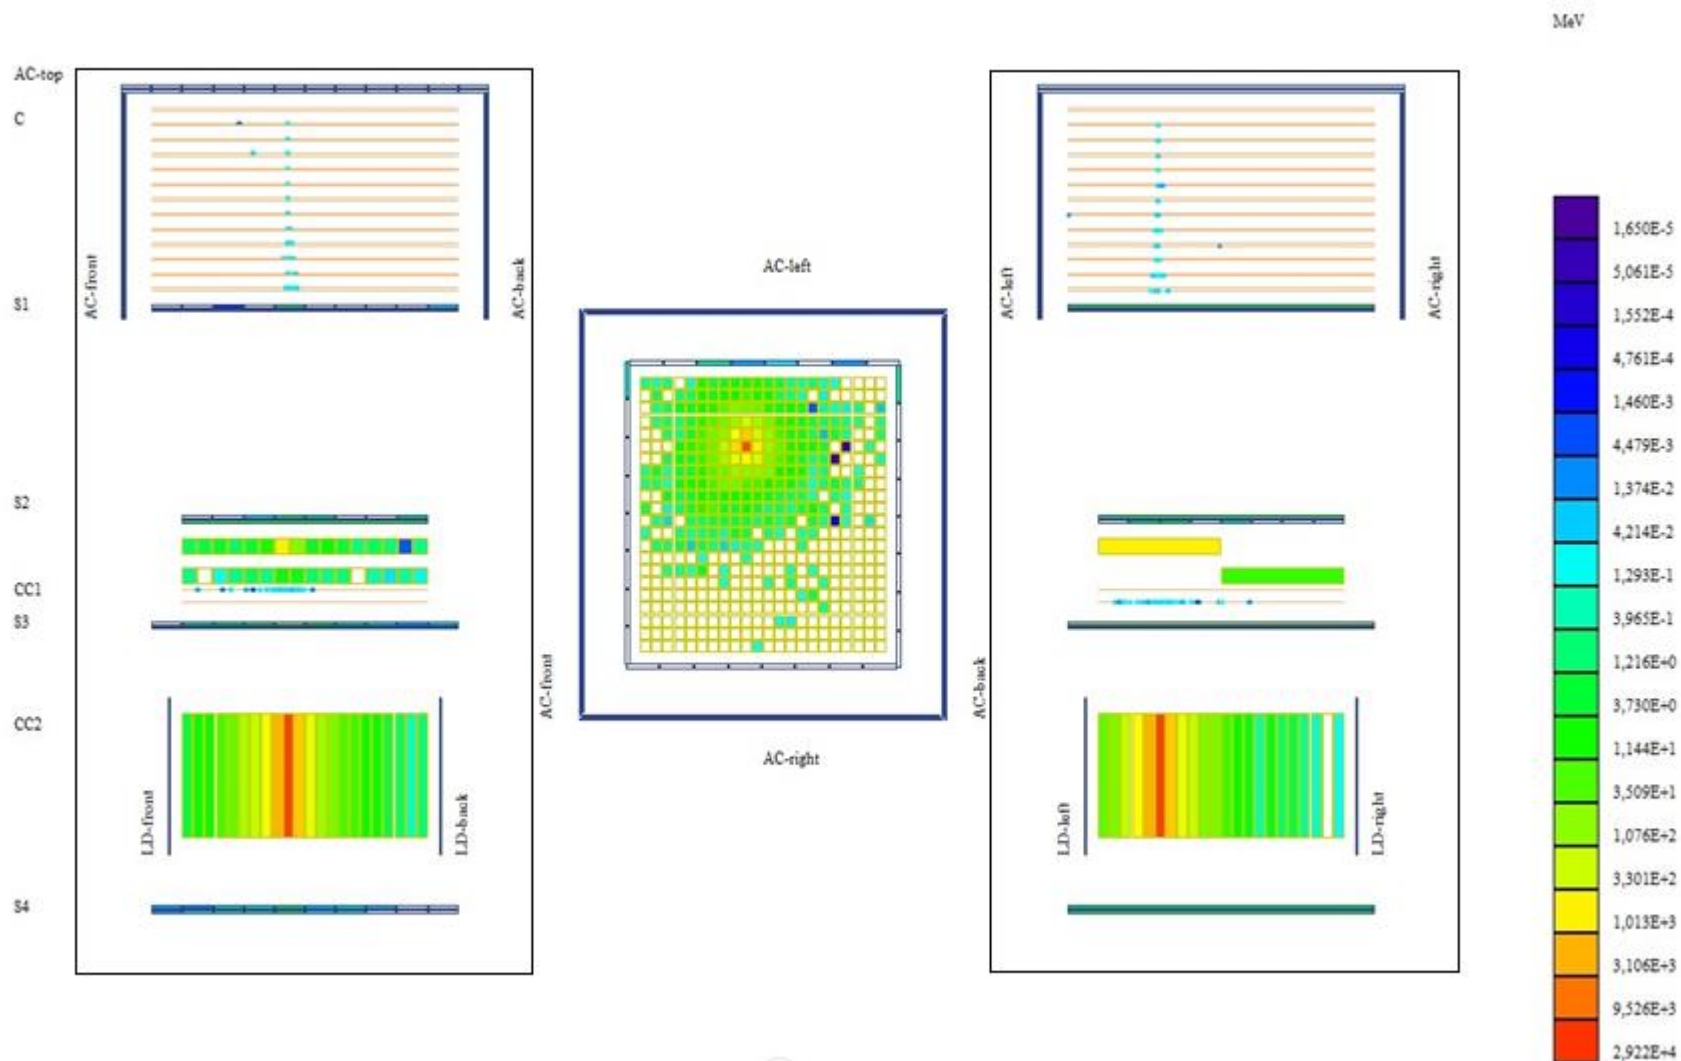 MeV
AC-top
C
AC-front
AC-back
S1
S2
CC1
S3
CC2
LD-front
LD-back
S4
AC-left
AC-front
AC-back
AC-right
AC-left
AC-right
LD-left
LD-right
1,650E-5
5,061E-5
1,552E-4
4,761E-4
1,460E-3
4,479E-3
1,374E-2
4,214E-2
1,293E-1
3,965E-1
1,216E+0
3,730E+0
1,144E+1
3,509E+1
1,076E+2
3,301E+2
1,013E+3
3,106E+3
9,526E+3
2,922E+4